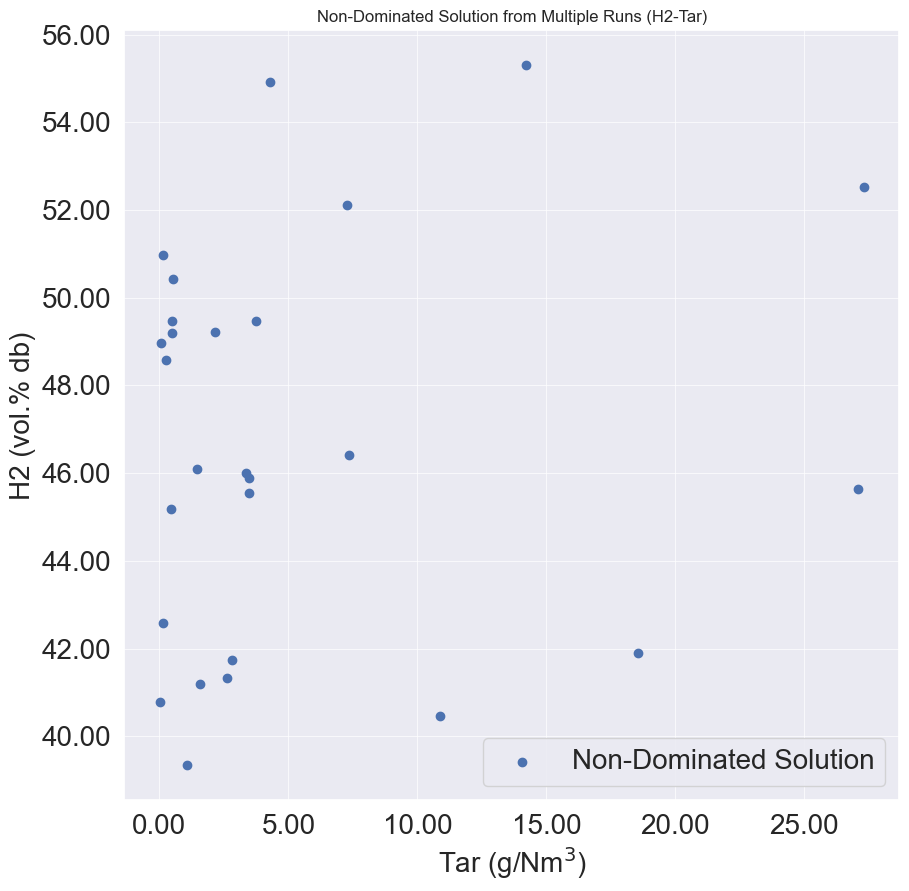 Non-Dominated Solution from Multiple Runs (H2-Tar)
56.00
54.00
52.00
50.00
48.00
46.00
44.00
42.00
40.00
H2 (vol.% db)
Non-Dominated Solution
0.00 5.00 10.00 15.00 20.00 25.00
Tar (g/Nm³)